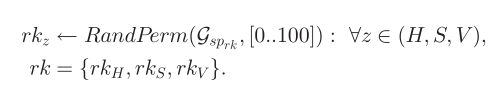 rk_z ← RandPerm(𝒢_{sp_{rk}}, [0..100]) : ∀z ∈ (H, S, V),
rk = {rk_H, rk_S, rk_V}.